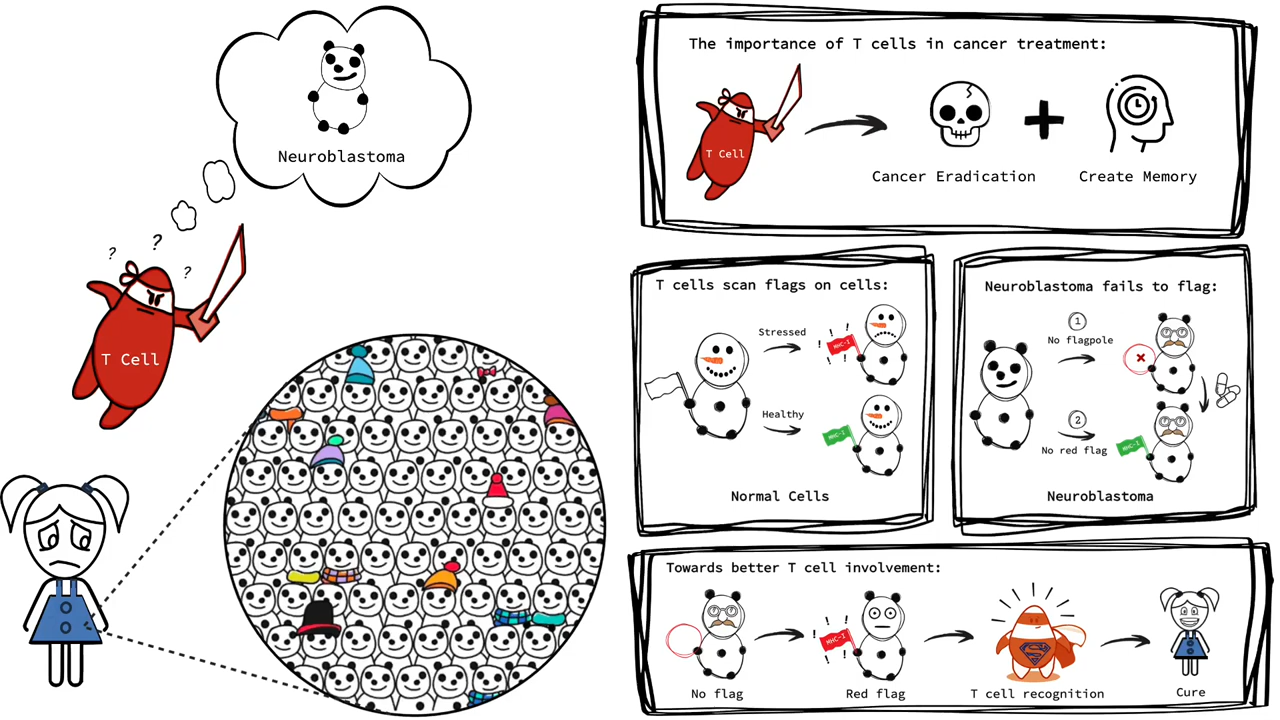 Neuroblastoma
?
?
?
T Cell
The importance of T cells in cancer treatment:
T Cell
Cancer Eradication
Create Memory
T cells scan flags on cells:
Stressed
! !
MHC-I
! !
Healthy
MHC-I
Normal Cells
Neuroblastoma fails to flag:
1
No flagpole
2
No red flag
MHC-I
Neuroblastoma
Towards better T cell involvement:
! !
MHC-I
! !
S
No flag
Red flag
T cell recognition
Cure